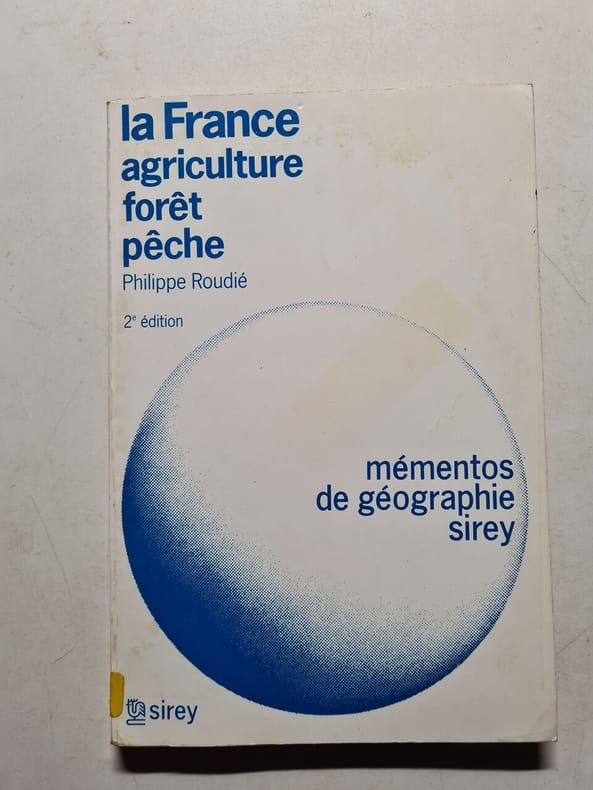 la France
agriculture
forêt
pêche
Philippe Roudié
2e édition
mémentos
de géographie
sirey
sirey